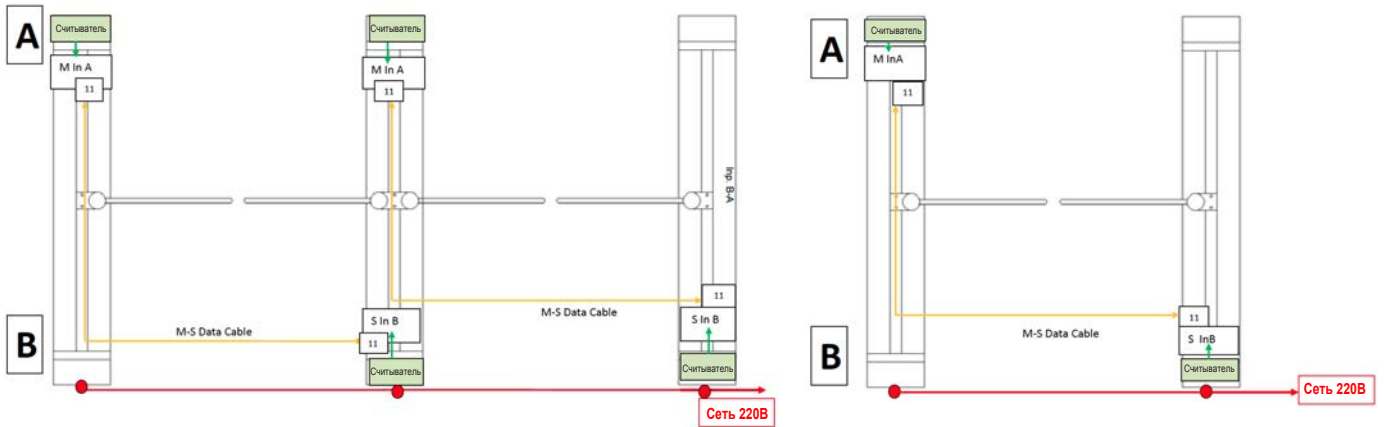 A
Считыватель
M In A
11
Считыватель
M In A
11
Inp. B-A
M-S Data Cable
S In B
11
Считыватель
M-S Data Cable
11
S In B
Считыватель
B
Сеть 220В
A
Считыватель
M InA
11
M-S Data Cable
11
S InB
Считыватель
B
Сеть 220В